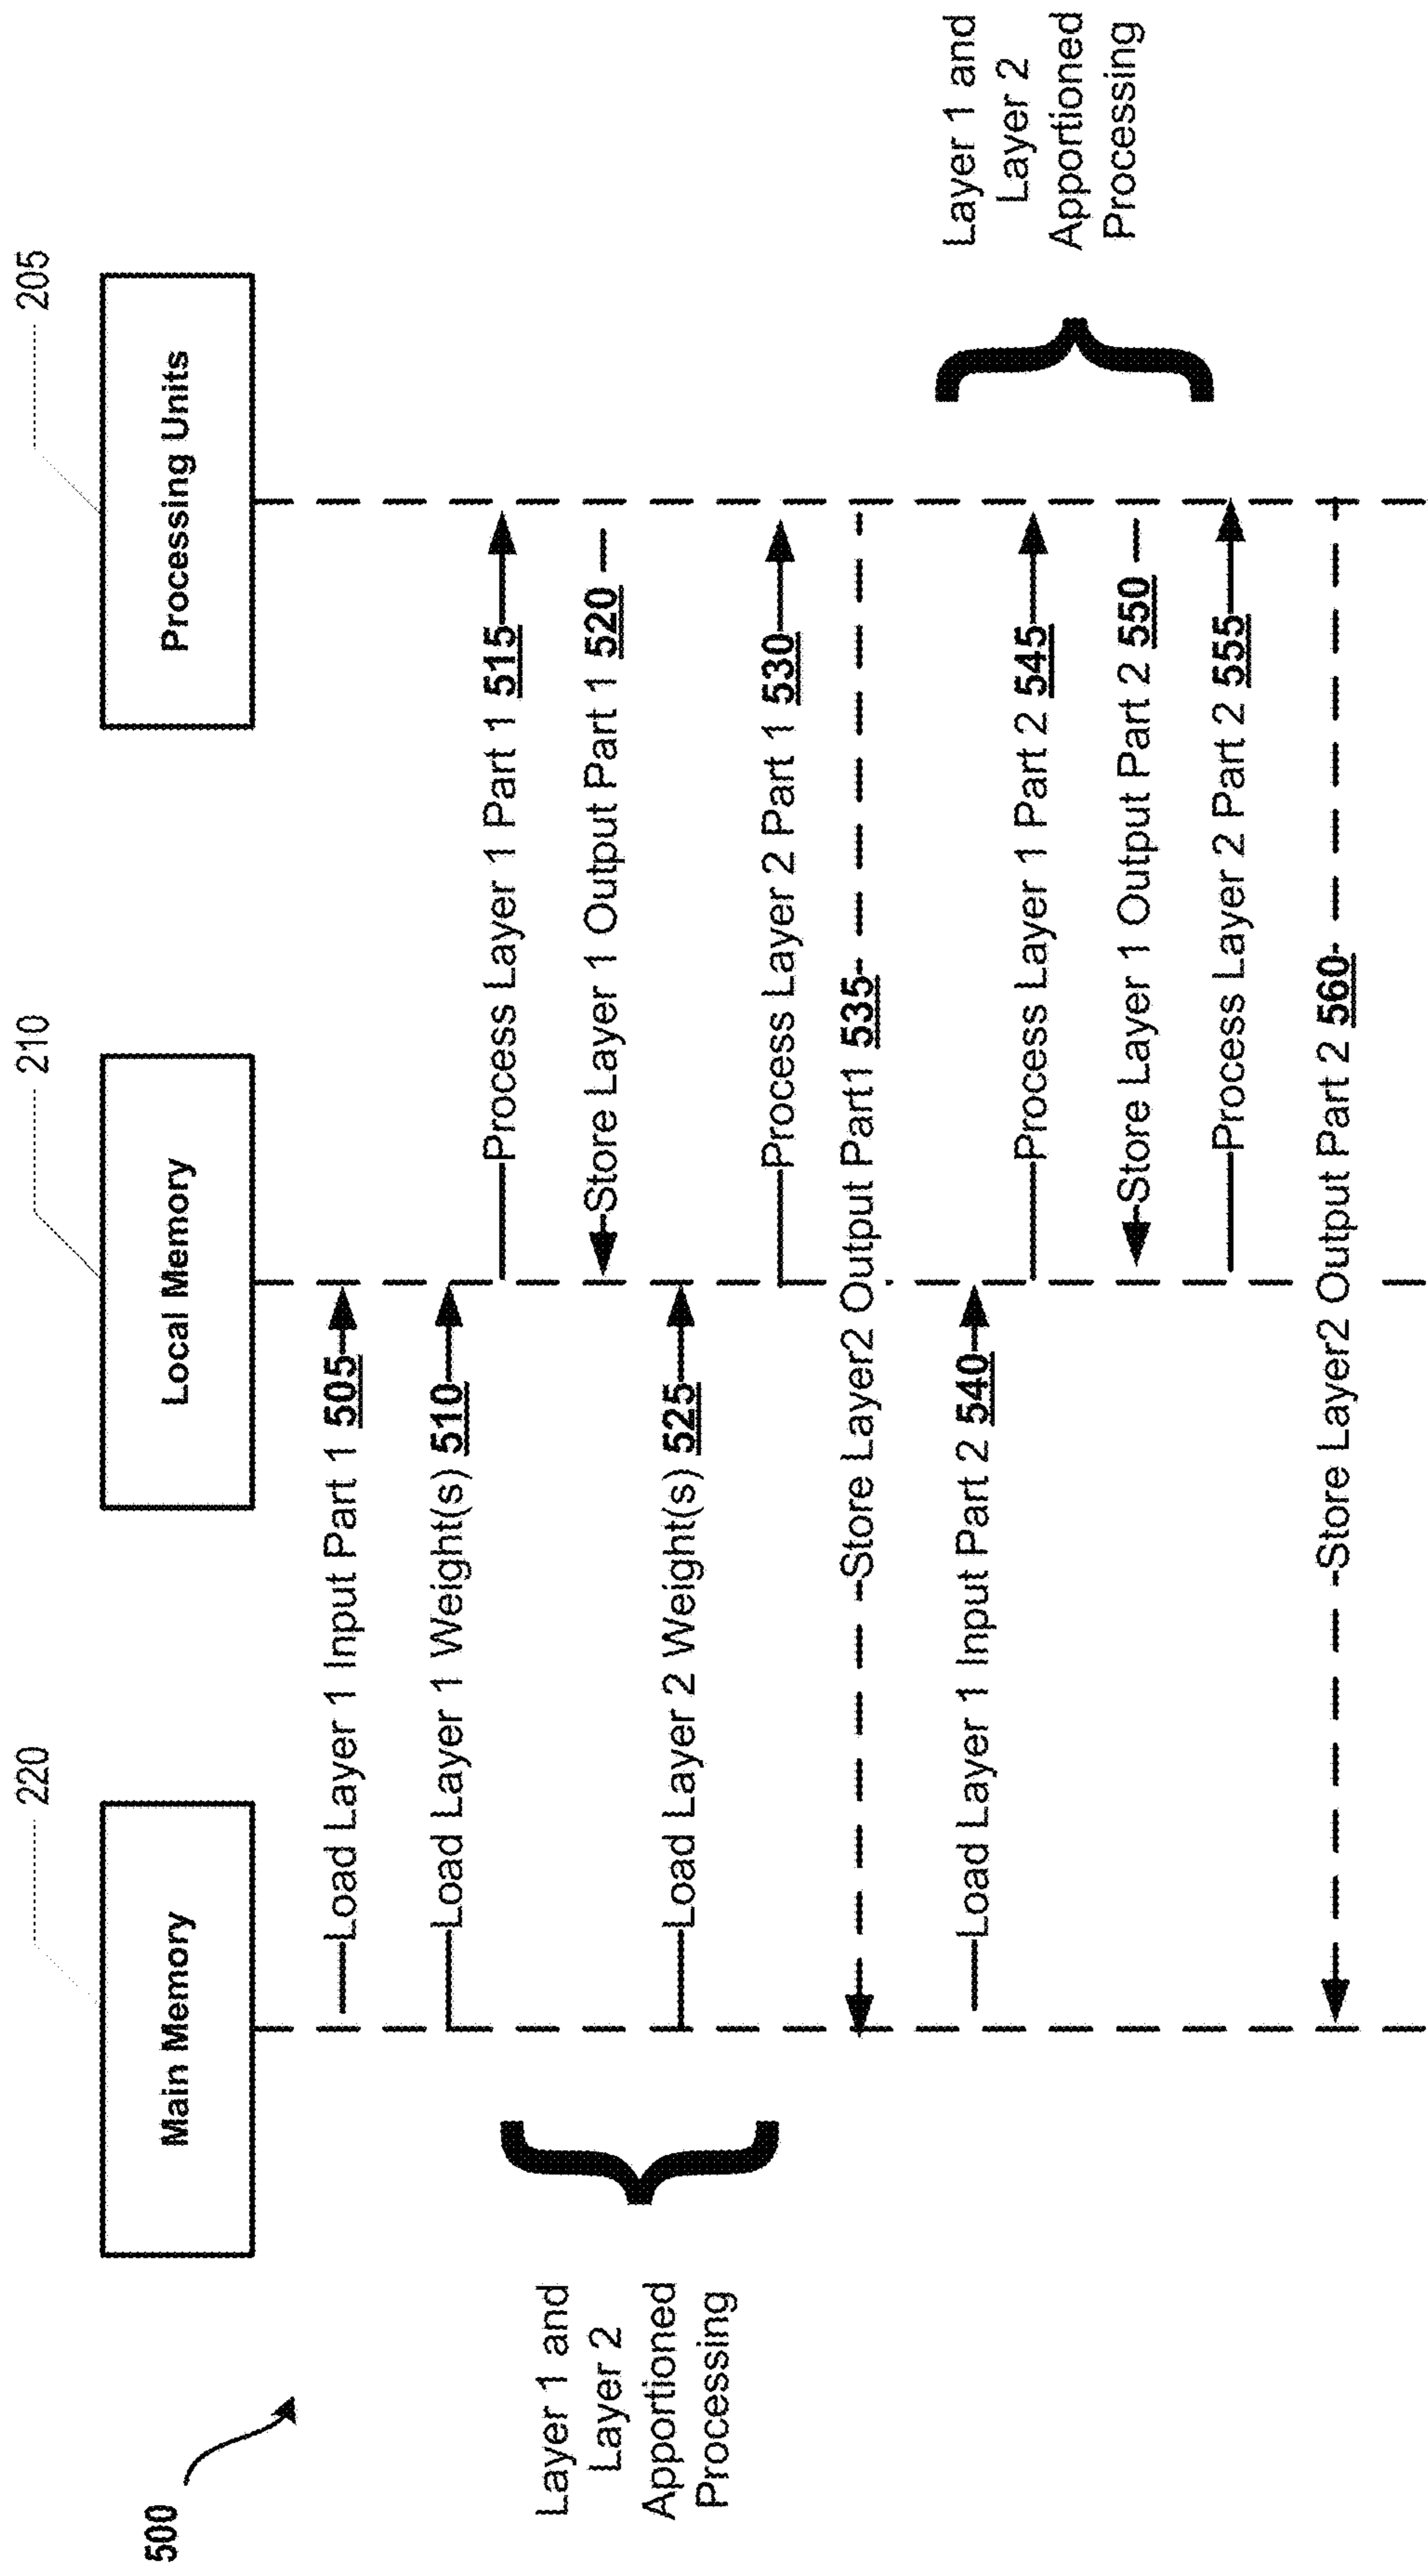 500
220
210
205
Main Memory
Local Memory
Processing Units
Load Layer 1 Input Part 1 505
Load Layer 1 Weight(s) 510
Process Layer 1 Part 1 515
Store Layer 1 Output Part 1 520
Load Layer 2 Weight(s) 525
Process Layer 2 Part 1 530
Store Layer2 Output Part1 535
Layer 1 and
Layer 2
Apportioned
Processing
Load Layer 1 Input Part 2 540
Process Layer 1 Part 2 545
Store Layer 1 Output Part 2 550
Process Layer 2 Part 2 555
Store Layer2 Output Part 2 560
Layer 1 and
Layer 2
Apportioned
Processing